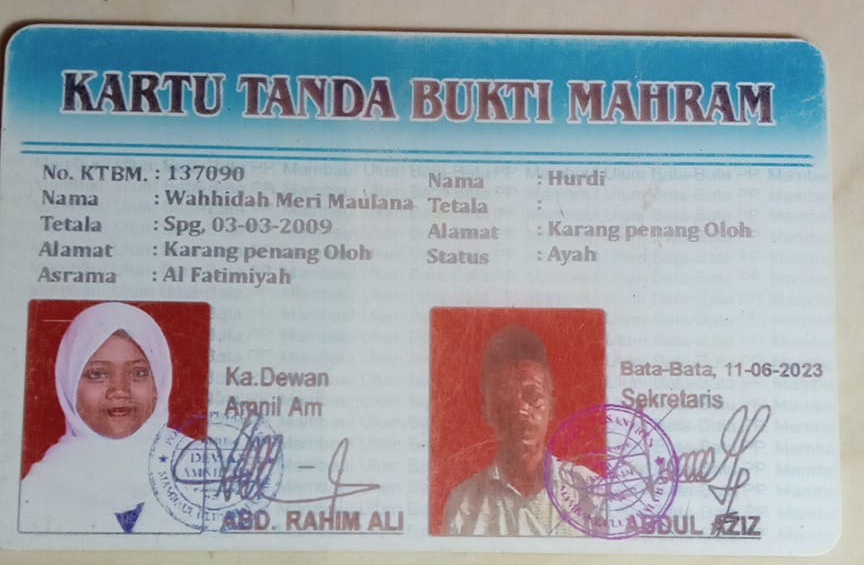 KARTU TANDA BUKTI MAHRAM
No. KTBM. : 137090
Nama : Wahhidah Meri Maulana
Tetala : Spg, 03-03-2009
Alamat : Karang penang Oloh
Asrama : Al Fatimiyah
Nama : Hurdi
Tetala :
Alamat : Karang penang Oloh
Status : Ayah
Ka.Dewan
Amnil Am
ABD. RAHIM ALI
Bata-Bata, 11-06-2023
Sekretaris
ABDUL AZIZ